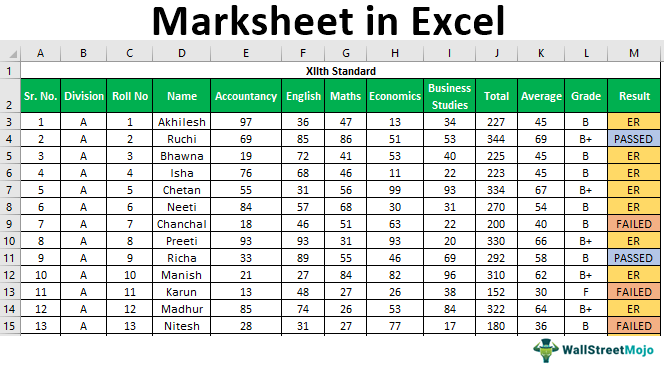 Marksheet in Excel
A B C D E F G H I J K L M
1 XIIth Standard
2 Sr. No. Division Roll No Name Accountancy English Maths Economics Business Studies Total Average Grade Result
3 1 A 1 Akhilesh 97 36 47 13 34 227 45 B ER
4 2 A 2 Ruchi 69 85 86 51 53 344 69 B+ PASSED
5 3 A 3 Bhawna 19 72 41 53 40 225 45 B ER
6 4 A 4 Isha 76 68 46 11 22 223 45 B ER
7 5 A 5 Chetan 55 31 56 99 93 334 67 B+ ER
8 6 A 6 Neeti 84 57 68 30 31 270 54 B ER
9 7 A 7 Chanchal 18 46 51 63 22 200 40 B FAILED
10 8 A 8 Preeti 93 93 31 93 20 330 66 B+ ER
11 9 A 9 Richa 33 89 55 46 69 292 58 B PASSED
12 10 A 10 Manish 21 27 84 82 96 310 62 B+ ER
13 11 A 11 Karun 13 48 27 26 38 152 30 F FAILED
14 12 A 12 Madhur 85 74 26 53 84 322 64 B+ ER
15 13 A 13 Nitesh 28 31 27 77 17 180 36 B FAILED
WallStreetMojo